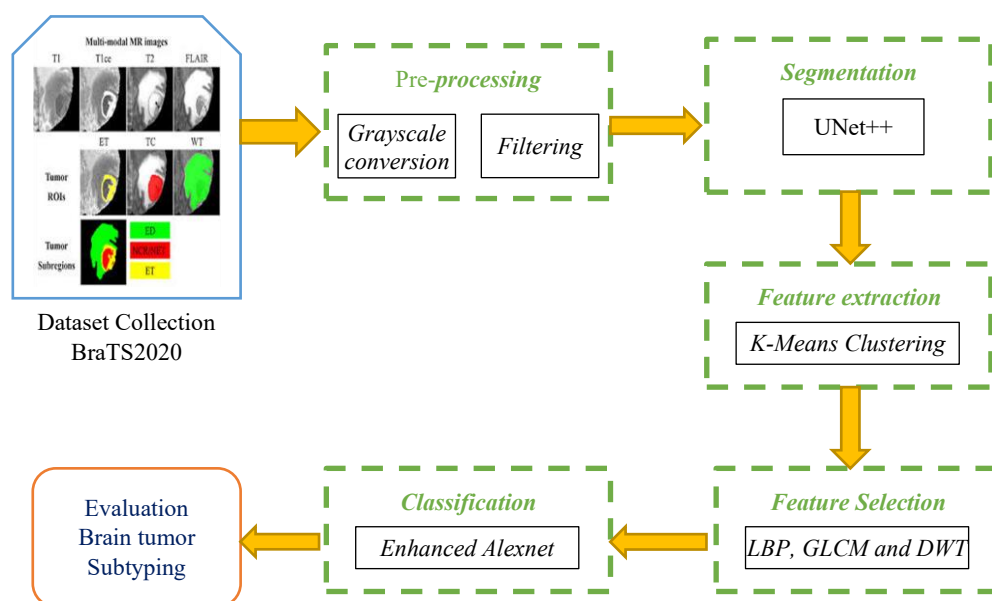 Multi-modal MR images
T1 T1ce T2 FLAIR
ET TC WT
Tumor
ROIs
ED
NCR/NET
Tumor
Subregions
ET
Dataset Collection
BraTS2020
Pre-processing
Grayscale
conversion
Filtering
Segmentation
UNet++
Feature extraction
K-Means Clustering
Feature Selection
LBP, GLCM and DWT
Classification
Enhanced Alexnet
Evaluation
Brain tumor
Subtyping